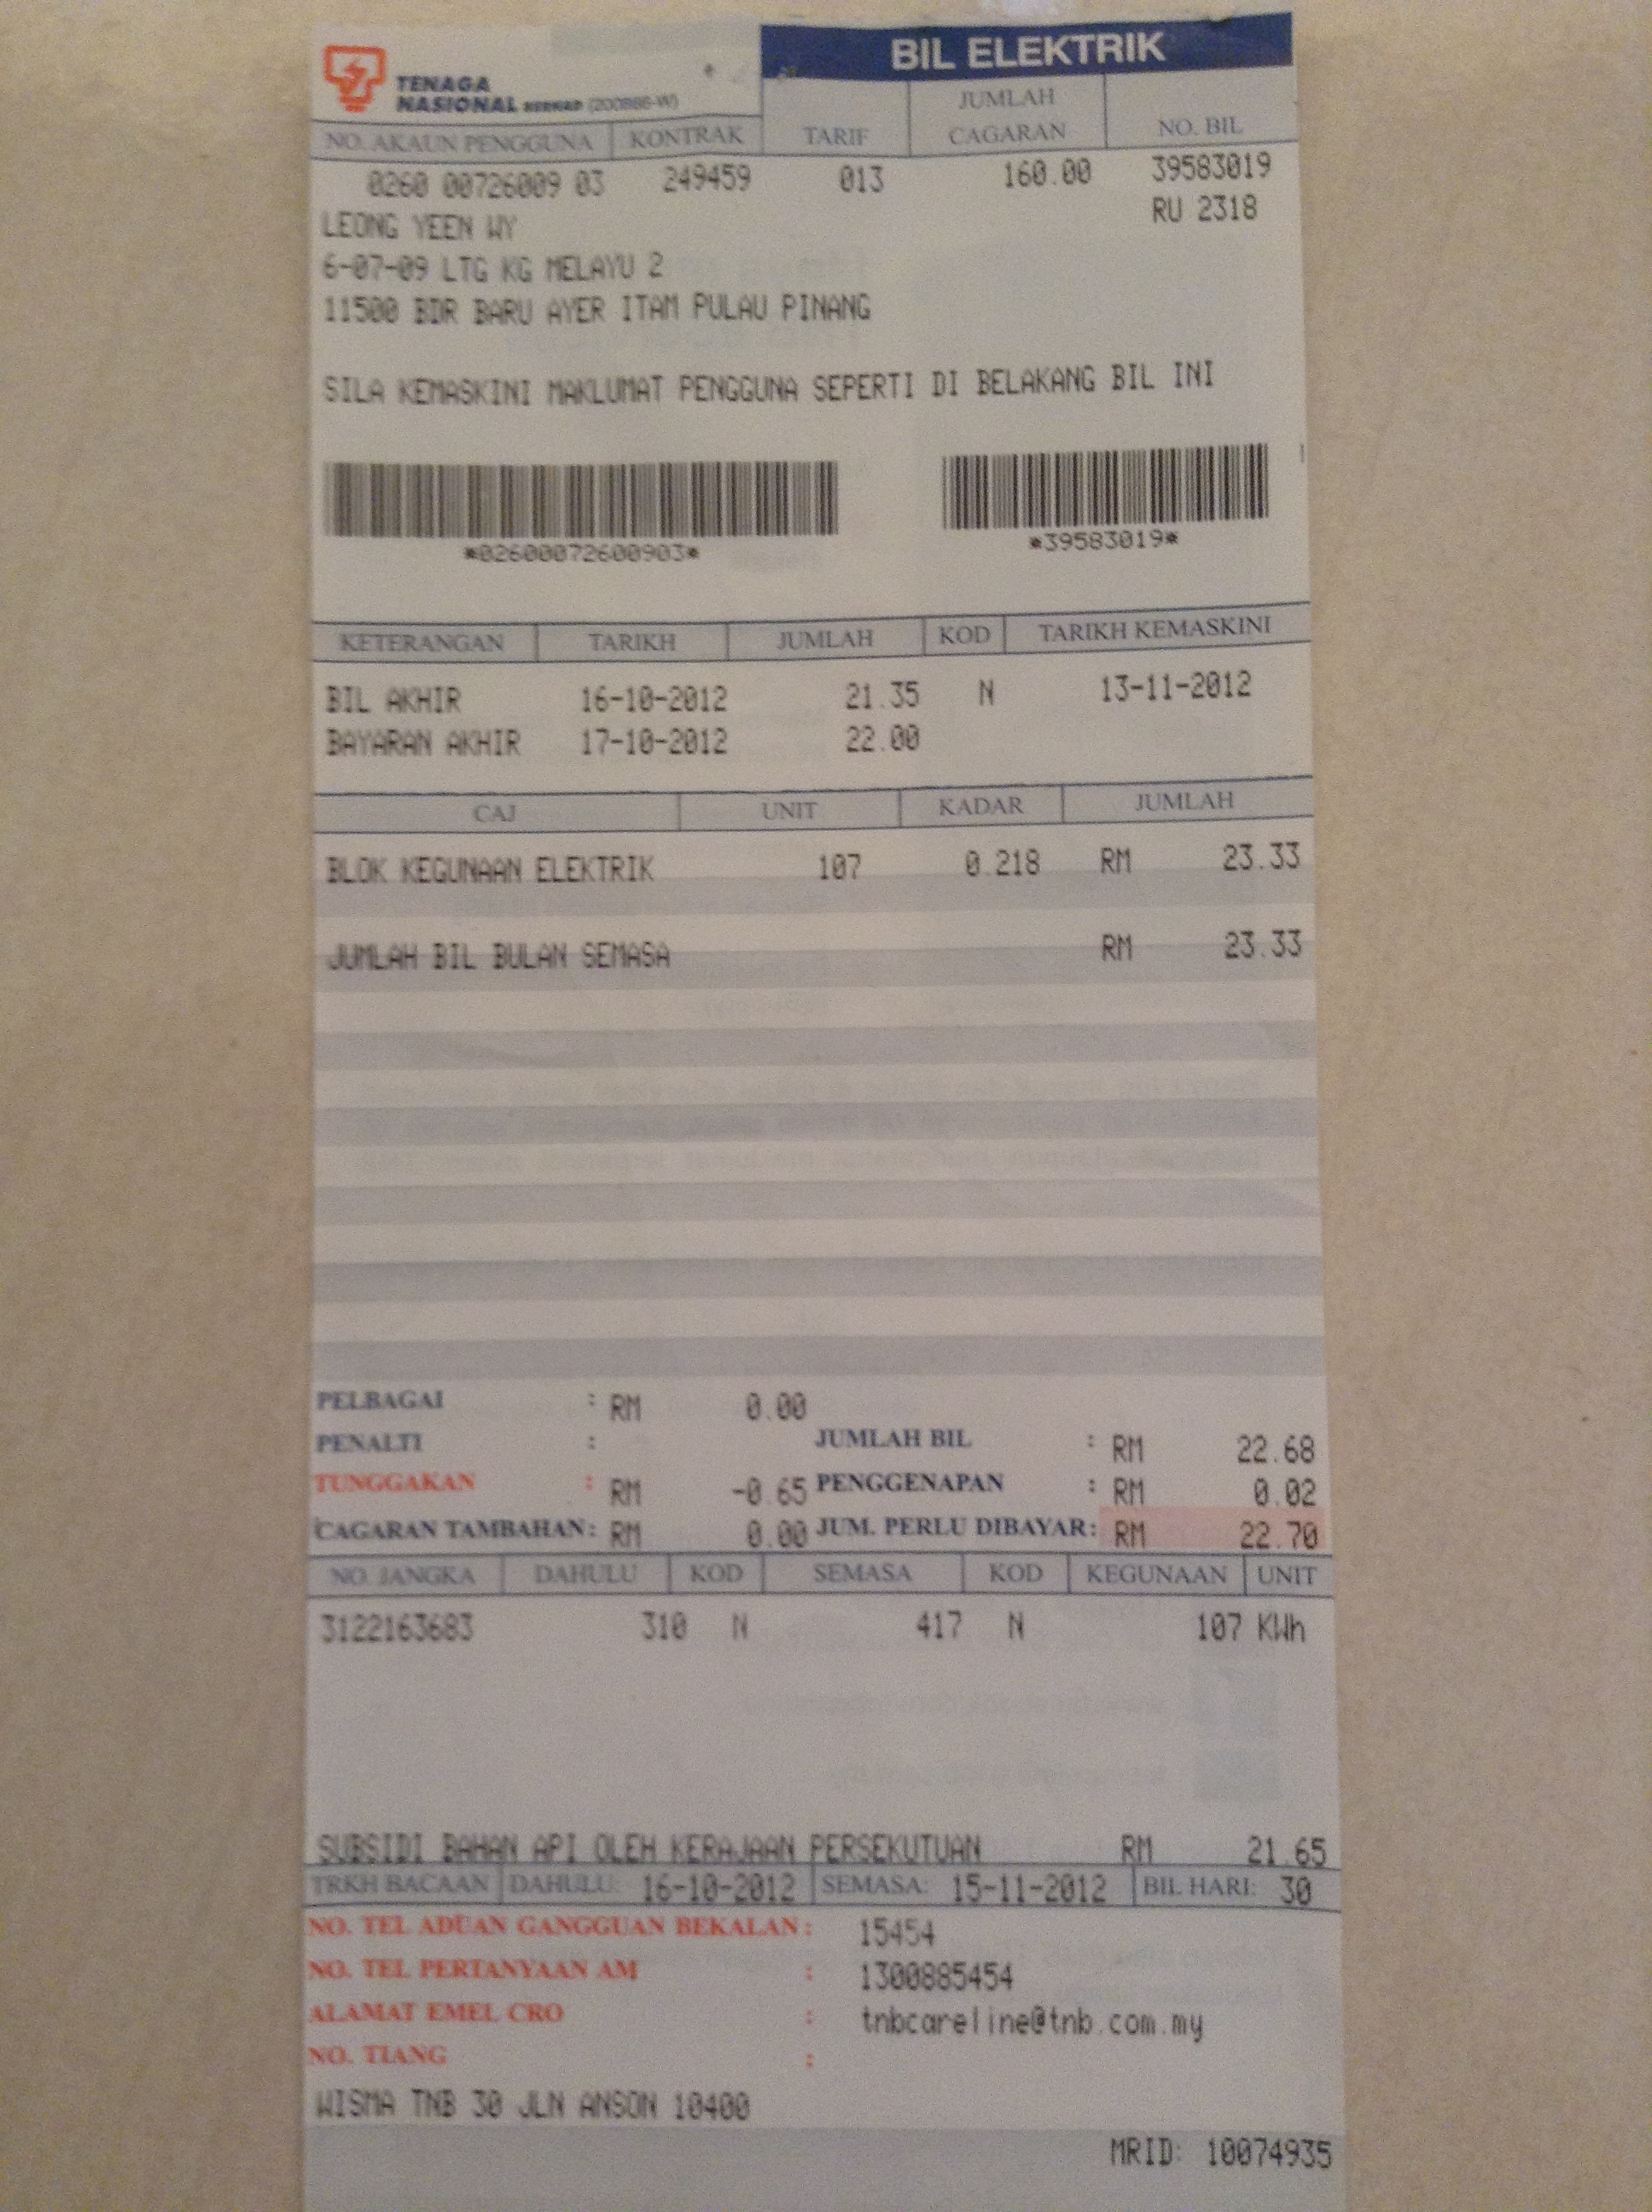 TENAGA
NASIONAL BERHAD (200866-W)
BIL ELEKTRIK
NO. AKAUN PENGGUNA KONTRAK TARIF JUMLAH CAGARAN NO. BIL
0260 00726009 03 249459 013 160.00 39583019
LEONG YEEN WY RU 2318
6-07-09 LTG KG MELAYU 2
11500 BDR BARU AYER ITAM PULAU PINANG
SILA KEMASKINI MAKLUMAT PENGGUNA SEPERTI DI BELAKANG BIL INI
*02600072600903* *39583019*
KETERANGAN TARIKH JUMLAH KOD TARIKH KEMASKINI
BIL AKHIR 16-10-2012 21.35 N 13-11-2012
BAYARAN AKHIR 17-10-2012 22.00
CAJ UNIT KADAR JUMLAH
BLOK KEGUNAAN ELEKTRIK 107 0.218 RM 23.33
JUMLAH BIL BULAN SEMASA RM 23.33
PELBAGAI : RM 0.00
PENALTI : JUMLAH BIL : RM 22.68
TUNGGAKAN : RM -0.65 PENGGENAPAN : RM 0.02
CAGARAN TAMBAHAN: RM 0.00 JUM. PERLU DIBAYAR: RM 22.70
NO. JANGKA DAHULU KOD SEMASA KOD KEGUNAAN UNIT
3122163683 310 N 417 N 107 KWh
SUBSIDI BAHAN API OLEH KERAJAAN PERSEKUTUAN RM 21.65
TRKH BACAAN DAHULU: 16-10-2012 SEMASA: 15-11-2012 BIL HARI: 30
NO. TEL ADUAN GANGGUAN BEKALAN : 15454
NO. TEL PERTANYAAN AM : 1300885454
ALAMAT EMEL CRO : tnbcareline@tnb.com.my
NO. TIANG :
WISMA TNB 30 JLN ANSON 10400
MRID: 10074935